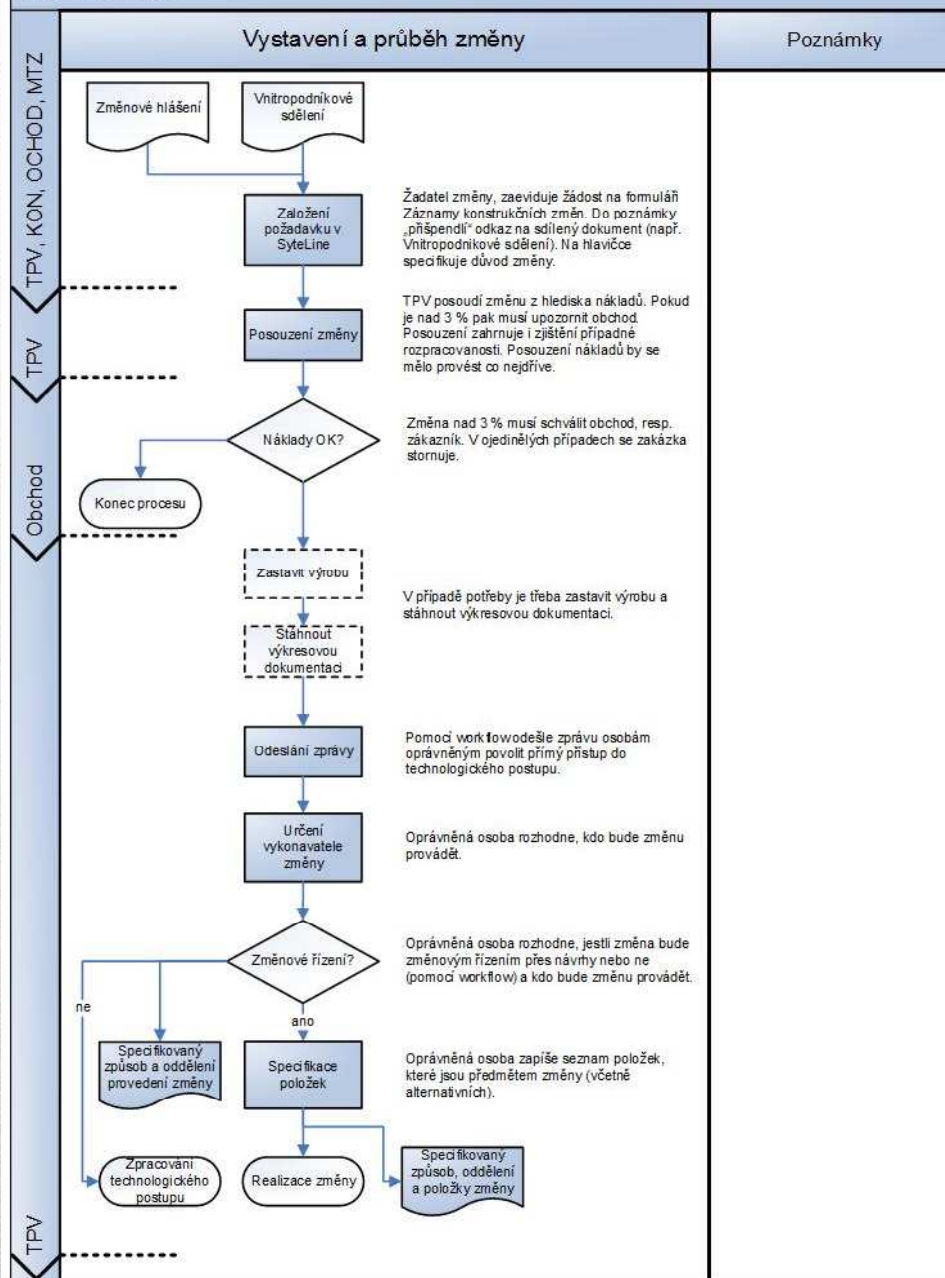 Vystavení a průběh změny
Poznámky
TPV, KON, OCHOD, MTZ
Změnové hlášení
Vnitropodníkové
sdělení
Založení
požadavku v
SyteLine
Žadatel změny, zaeviduje žádost na formuláři
Záznamy konstrukčních změn. Do poznámky
„přišpendlí“ odkaz na sdílený dokument (např.
Vnitropodnikové sdělení). Na hlavičce
specifikuje důvod změny.
TPV
Posouzení změny
TPV posoudí změnu z hlediska nákladů. Pokud
je nad 3 % pak musí upozornit obchod.
Posouzení zahrnuje i zjištění případné
rozpracovanosti. Posouzení nákladů by se
mělo provést co nejdříve.
Obchod
Náklady OK?
Změna nad 3 % musí schválit obchod, resp.
zákazník. V ojedinělých případech se zakázka
stornuje.
Konec procesu
Zastavit výrobu
V případě potřeby je třeba zastavit výrobu a
stáhnout výkresovou dokumentaci.
Stáhnout
výkresovou
dokumentaci
Odeslání zprávy
Pomocí workflowodešle zprávu osobám
oprávněným povolit přímý přístup do
technologického postupu.
Určení
vykonavatele
změny
Oprávněná osoba rozhodne, kdo bude změnu
provádět.
Změnové řízení?
Oprávněná osoba rozhodne, jestli změna bude
změnovým řízením přes návrhy nebo ne
(pomocí workflow) a kdo bude změnu provádět.
ne
ano
Specifikovaný
způsob a oddělení
provedení změny
Specifikace
položek
Oprávněná osoba zapíše seznam položek,
které jsou předmětem změny (včetně
alternativních).
Zpracování
technologického
postupu
Realizace změny
Specifikovaný
způsob, oddělení
a položky změny
TPV